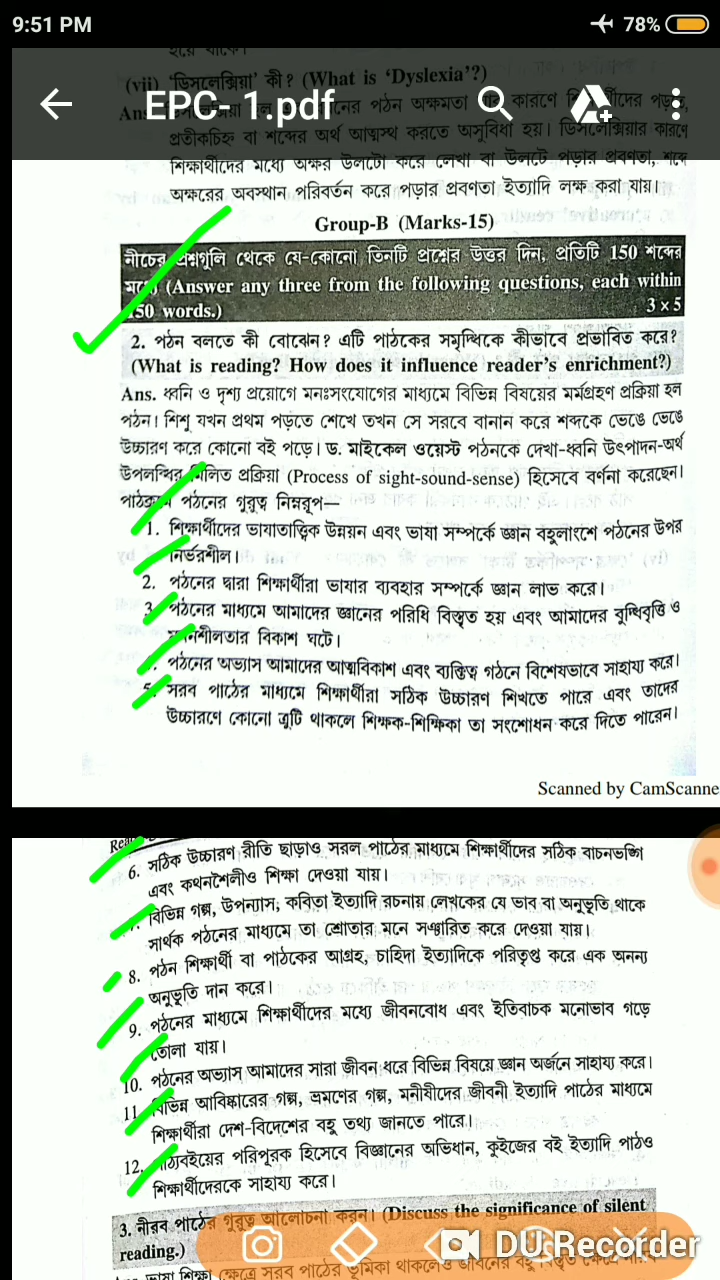 9:51 PM
78%
হয়ে যাকে।
(vii) ‘ডিসলেক্সিয়া’ কী? (What is ‘Dyslexia’?)
EPC- 1.pdf
প্রতীকচিহ্ন বা শব্দের অর্থ আত্মস্থ করতে অসুবিধা হয়। ডিসলেক্সিয়ার কারণে
শিক্ষার্থীদের মধ্যে অক্ষর উলটো করে লেখা বা উলটে পড়ার প্রবণতা, শব্দে
অক্ষরের অবস্থান পরিবর্তন করে পড়ার প্রবণতা ইত্যাদি লক্ষ করা যায়।
Group-B (Marks-15)
নীচের প্রশ্নগুলি থেকে যে-কোনো তিনটি প্রশ্নের উত্তর দিন, প্রতিটি 150 শব্দের
মধ্যে (Answer any three from the following questions, each within
150 words.) 3 × 5
2. পঠন বলতে কী বোঝেন? এটি পাঠকের সমৃদ্ধিকে কীভাবে প্রভাবিত করে?
(What is reading? How does it influence reader’s enrichment?)
Ans. ধ্বনি ও দৃশ্য প্রয়োগে মনঃসংযোগের মাধ্যমে বিভিন্ন বিষয়ের মর্মগ্রহণ প্রক্রিয়া হল
পঠন। শিশু যখন প্রথম পড়তে শেখে তখন সে সরবে বানান করে শব্দকে ভেঙে ভেঙে
উচ্চারণ করে কোনো বই পড়ে। ড. মাইকেল ওয়েস্ট পঠনকে দেখা-ধ্বনি উৎপাদন-অর্থ
উপলব্ধির মিলিত প্রক্রিয়া (Process of sight-sound-sense) হিসেবে বর্ণনা করেছেন।
পাঠক্রমে পঠনের গুরুত্ব নিম্নরূপ—
1. শিক্ষার্থীদের ভাষাতাত্ত্বিক উন্নয়ন এবং ভাষা সম্পর্কে জ্ঞান বহুলাংশে পঠনের উপর
নির্ভরশীল।
2. পঠনের দ্বারা শিক্ষার্থীরা ভাষার ব্যবহার সম্পর্কে জ্ঞান লাভ করে।
3. পঠনের মাধ্যমে আমাদের জ্ঞানের পরিধি বিস্তৃত হয় এবং আমাদের বুদ্ধিবৃত্তি ও
মননশীলতার বিকাশ ঘটে।
4. পঠনের অভ্যাস আমাদের আত্মবিকাশ এবং ব্যক্তিত্ব গঠনে বিশেষভাবে সাহায্য করে।
5. সরব পাঠের মাধ্যমে শিক্ষার্থীরা সঠিক উচ্চারণ শিখতে পারে এবং তাদের
উচ্চারণে কোনো ত্রুটি থাকলে শিক্ষক-শিক্ষিকা তা সংশোধন করে দিতে পারেন।
Scanned by CamScanne
6. সঠিক উচ্চারণ রীতি ছাড়াও সরল পাঠের মাধ্যমে শিক্ষার্থীদের সঠিক বাচনভঙ্গি
এবং কথনশৈলীও শিক্ষা দেওয়া যায়।
7. বিভিন্ন গল্প, উপন্যাস, কবিতা ইত্যাদি রচনায় লেখকের যে ভাব বা অনুভূতি থাকে
সার্থক পঠনের মাধ্যমে তা শ্রোতার মনে সঞ্চারিত করে দেওয়া যায়।
8. পঠন শিক্ষার্থী বা পাঠকের আগ্রহ, চাহিদা ইত্যাদিকে পরিতৃপ্ত করে এক অনন্য
অনুভূতি দান করে।
9. পঠনের মাধ্যমে শিক্ষার্থীদের মধ্যে জীবনবোধ এবং ইতিবাচক মনোভাব গড়ে
তোলা যায়।
10. পঠনের অভ্যাস আমাদের সারা জীবন ধরে বিভিন্ন বিষয়ে জ্ঞান অর্জনে সাহায্য করে।
11. বিভিন্ন আবিষ্কারের গল্প, ভ্রমণের গল্প, মনীষীদের জীবনী ইত্যাদি পাঠের মাধ্যমে
শিক্ষার্থীরা দেশ-বিদেশের বহু তথ্য জানতে পারে।
12. পাঠ্যবইয়ের পরিপূরক হিসেবে বিজ্ঞানের অভিধান, কুইজের বই ইত্যাদি পাঠও
শিক্ষার্থীদেরকে সাহায্য করে।
3. নীরব পাঠের গুরুত্ব আলোচনা করুন। (Discuss the significance of silent
reading.)
DU Recorder